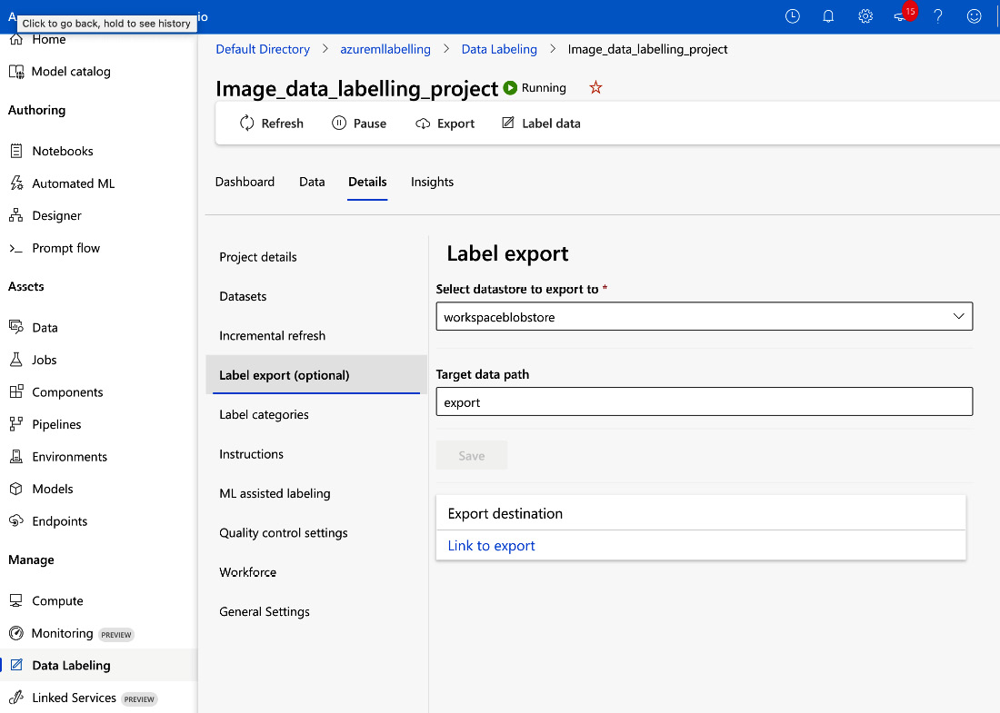 A
io
Click to go back, hold to see history
15
Home
Model catalog
Authoring
Notebooks
Automated ML
Designer
Prompt flow
Assets
Data
Jobs
Components
Pipelines
Environments
Models
Endpoints
Manage
Compute
Monitoring PREVIEW
Data Labeling
Linked Services PREVIEW
Default Directory > azuremllabelling > Data Labeling > Image_data_labelling_project
Image_data_labelling_project Running
Refresh Pause Export Label data
Dashboard Data Details Insights
Project details
Datasets
Incremental refresh
Label export (optional)
Label categories
Instructions
ML assisted labeling
Quality control settings
Workforce
General Settings
Label export
Select datastore to export to *
workspaceblobstore
Target data path
export
Save
Export destination
Link to export